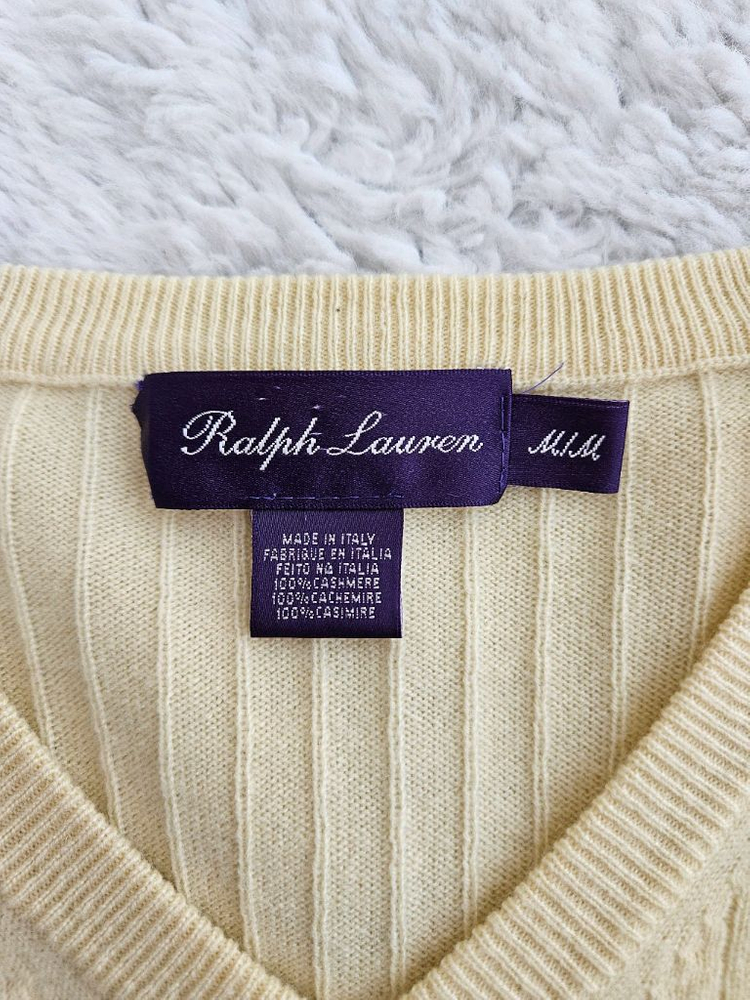 Ralph Lauren
M/M
MADE IN ITALY
FABRIQUE EN ITALIA
FEITO NA ITALIA
100% CASHMERE
100% CACHEMIRE
100% CASIMIRE